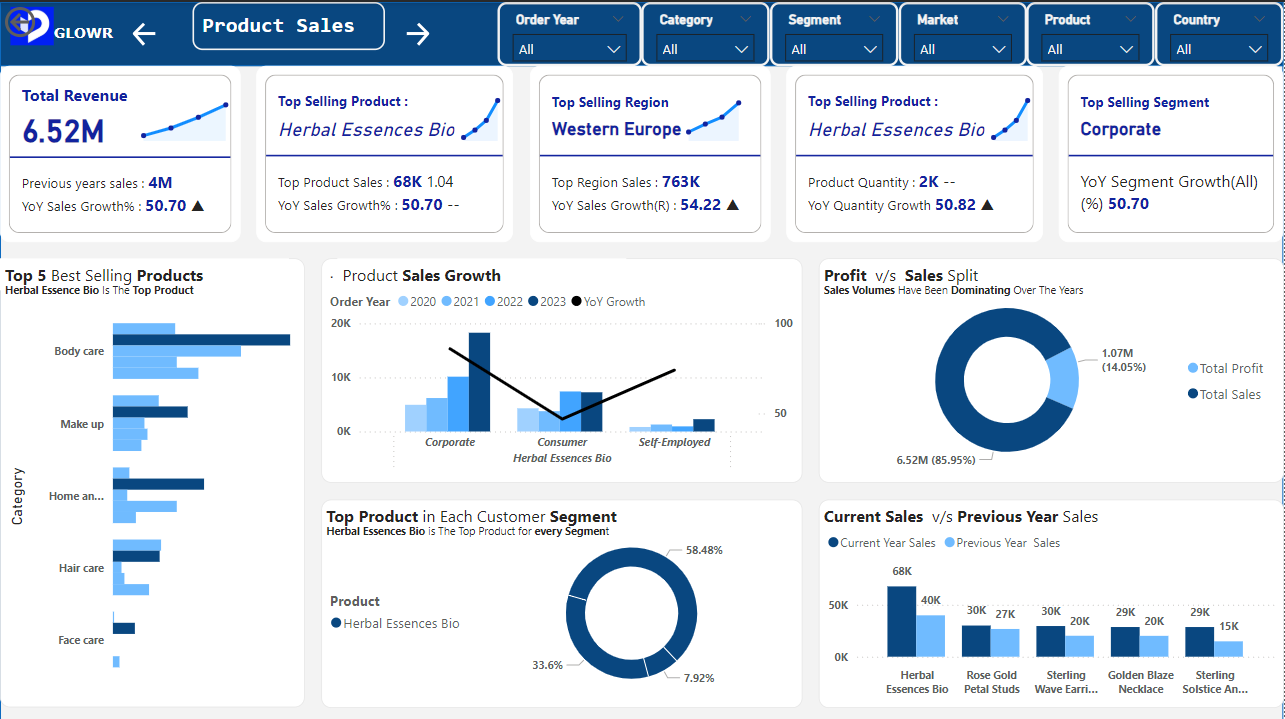 GLOWR
Product Sales
Order Year
All
Category
All
Segment
All
Market
All
Product
All
Country
All
Total Revenue
6.52M
Previous years sales : 4M
YoY Sales Growth% : 50.70 ▲
Top Selling Product :
Herbal Essences Bio
Top Product Sales : 68K 1.04
YoY Sales Growth% : 50.70 --
Top Selling Region
Western Europe
Top Region Sales : 763K
YoY Sales Growth(R) : 54.22 ▲
Top Selling Product :
Herbal Essences Bio
Product Quantity : 2K --
YoY Quantity Growth 50.82 ▲
Top Selling Segment
Corporate
YoY Segment Growth(All)
(%) 50.70
Top 5 Best Selling Products
Herbal Essence Bio Is The Top Product
Category
Body care
Make up
Home an...
Hair care
Face care
· Product Sales Growth
Order Year 2020 2021 2022 2023 YoY Growth
20K
10K
0K
100
50
Corporate
Consumer
Self-Employed
Herbal Essences Bio
Profit v/s Sales Split
Sales Volumes Have Been Dominating Over The Years
1.07M
(14.05%)
6.52M (85.95%)
Total Profit
Total Sales
Top Product in Each Customer Segment
Herbal Essences Bio is The Top Product for every Segment
Product
Herbal Essences Bio
58.48%
33.6%
7.92%
Current Sales v/s Previous Year Sales
Current Year Sales Previous Year Sales
50K
0K
68K
40K
30K
27K
30K
20K
29K
20K
29K
15K
Herbal
Essences Bio
Rose Gold
Petal Studs
Sterling
Wave Earri...
Golden Blaze
Necklace
Sterling
Solstice An...